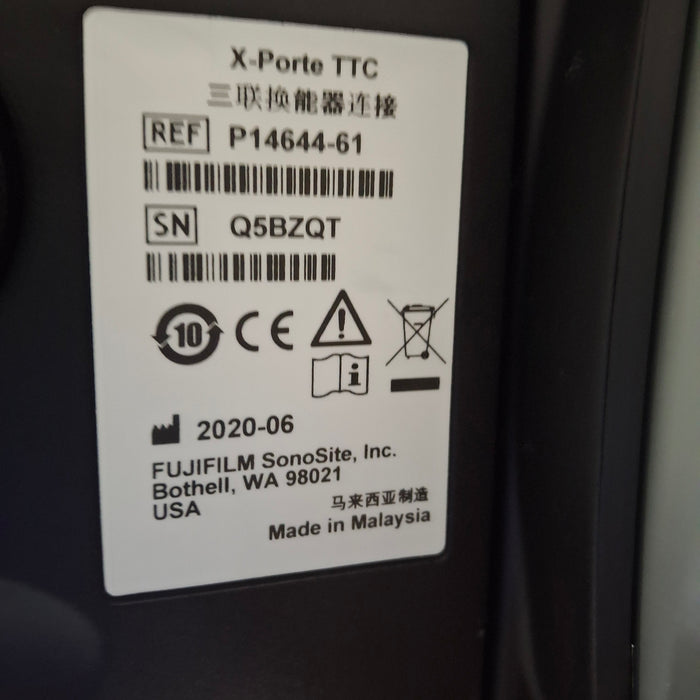 X-Porte TTC
三联换能器连接
REF P14644-61
SN Q5BZQT
10 CE
2020-06
FUJIFILM SonoSite, Inc.
Bothell, WA 98021
USA
马来西亚制造
Made in Malaysia